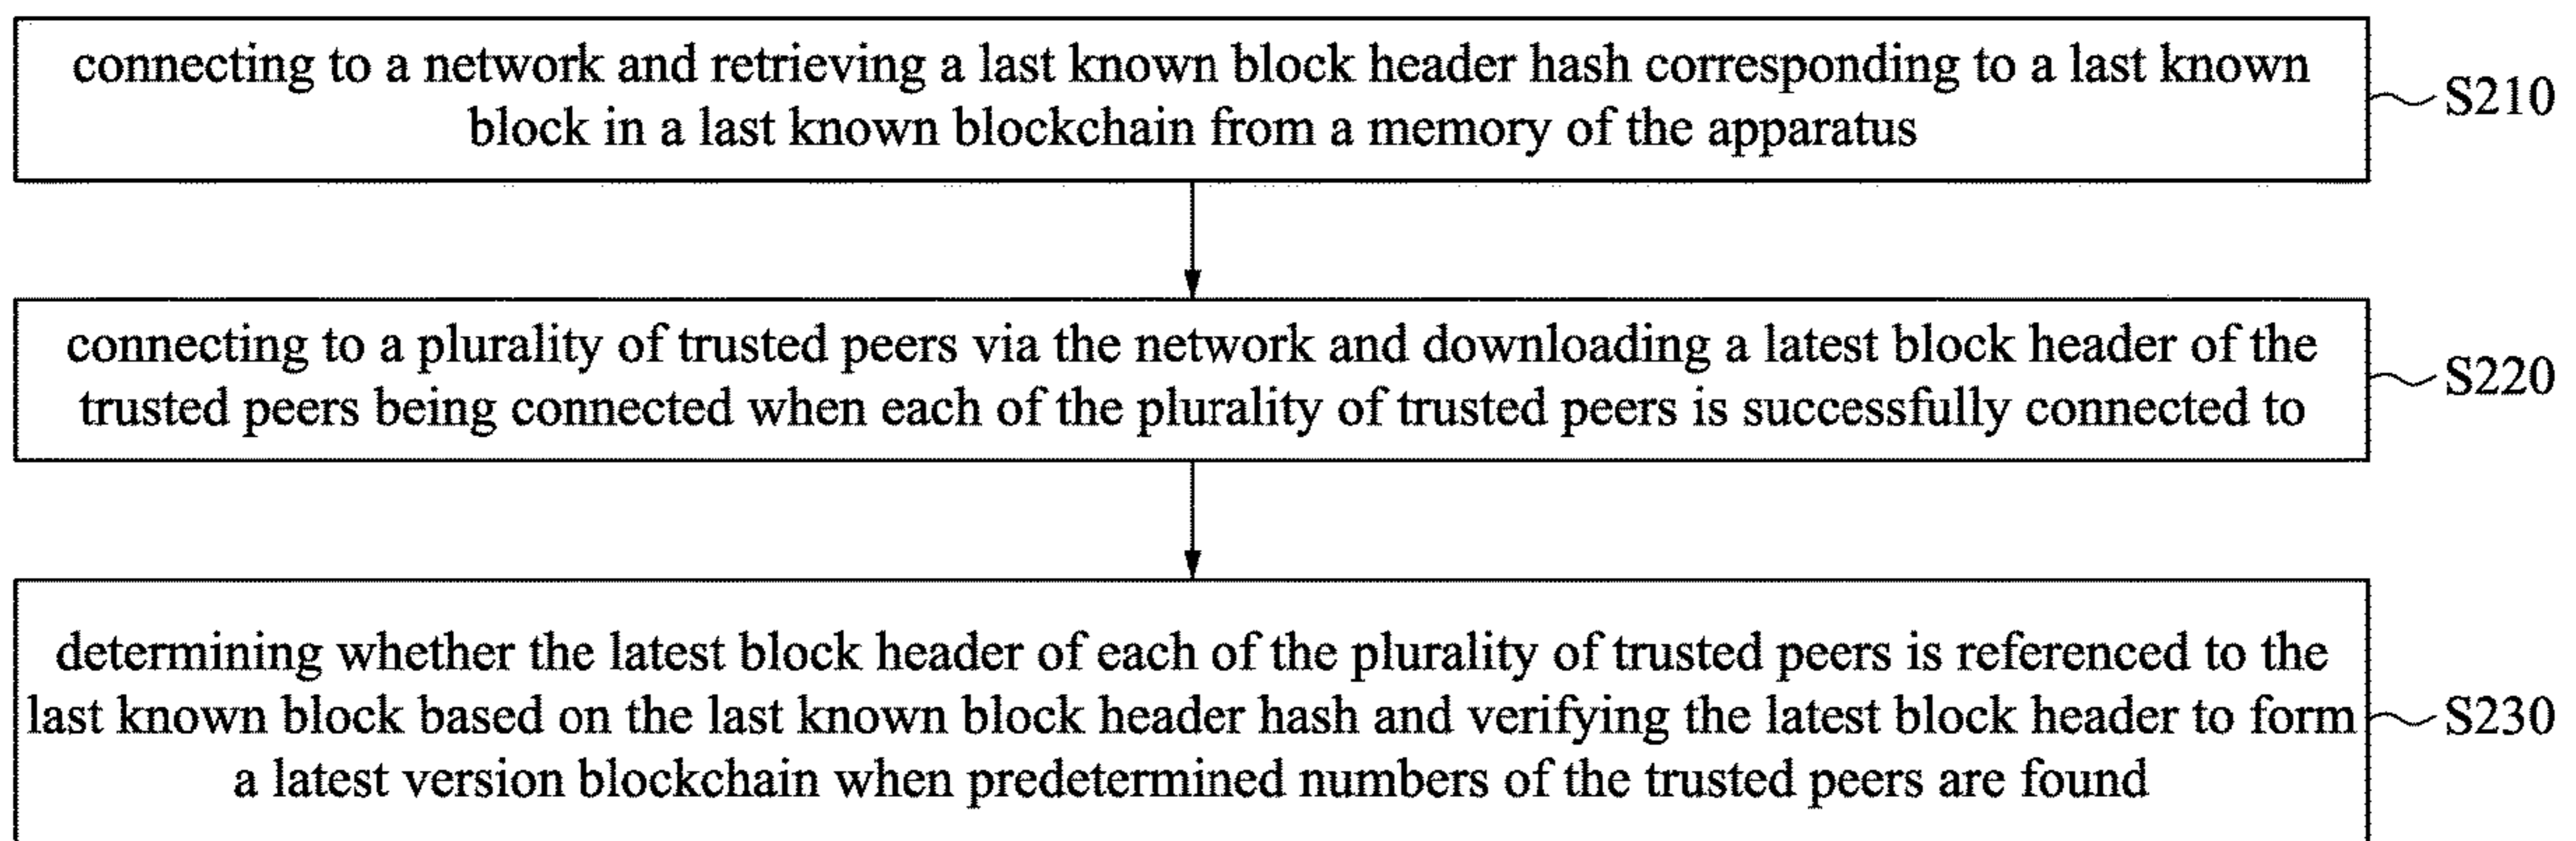 connecting to a network and retrieving a last known block header hash corresponding to a last known
block in a last known blockchain from a memory of the apparatus
S210
connecting to a plurality of trusted peers via the network and downloading a latest block header of the
trusted peers being connected when each of the plurality of trusted peers is successfully connected to
S220
determining whether the latest block header of each of the plurality of trusted peers is referenced to the
last known block based on the last known block header hash and verifying the latest block header to form
a latest version blockchain when predetermined numbers of the trusted peers are found
S230